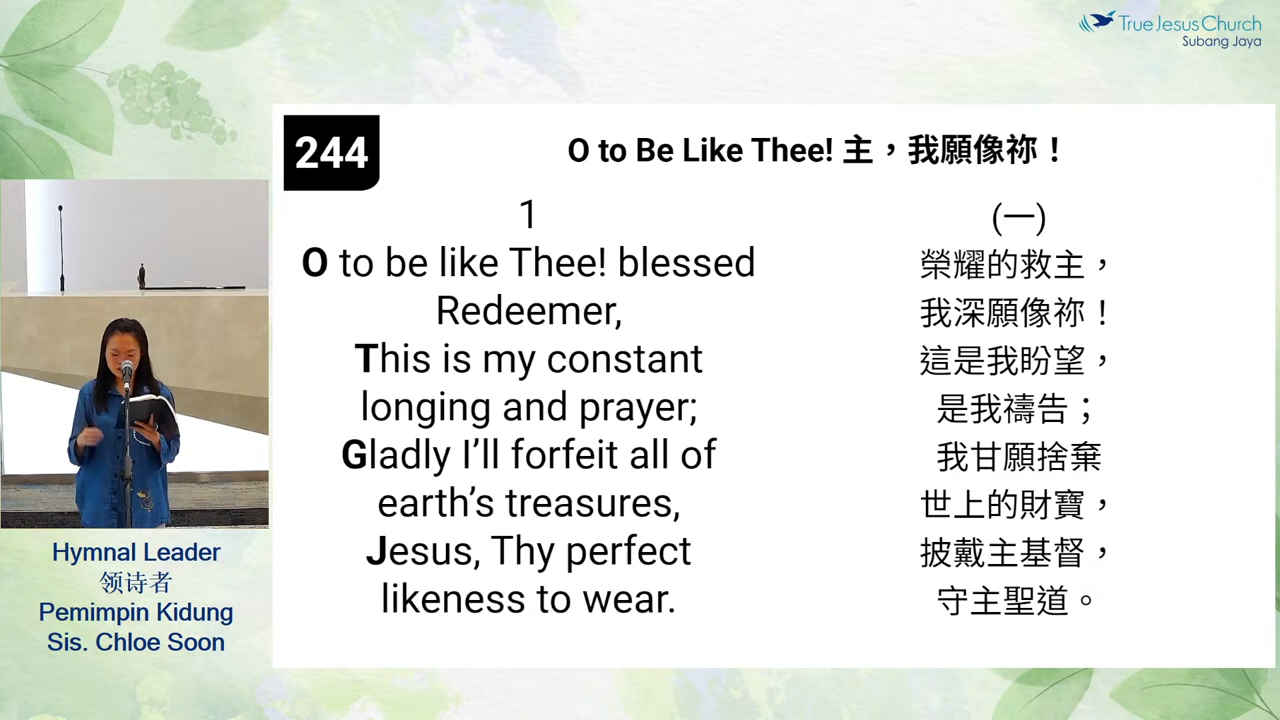 True Jesus Church
Subang Jaya
244
O to Be Like Thee! 主，我願像祢！
1
O to be like Thee! blessed
Redeemer,
This is my constant
longing and prayer;
Gladly I’ll forfeit all of
earth’s treasures,
Jesus, Thy perfect
likeness to wear.
(一)
榮耀的救主，
我深願像祢！
這是我盼望，
是我禱告；
我甘願捨棄
世上的財寶，
披戴主基督，
守主聖道。
Hymnal Leader
领诗者
Pemimpin Kidung
Sis. Chloe Soon